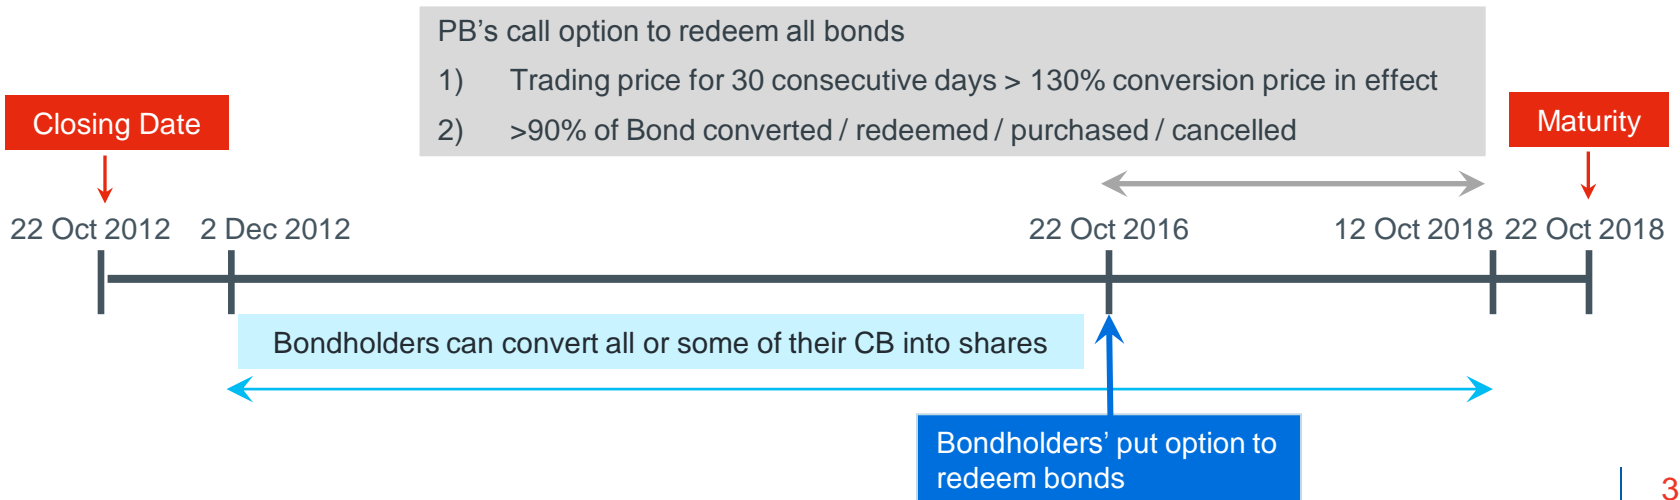 PB’s call option to redeem all bonds
1) Trading price for 30 consecutive days > 130% conversion price in effect
2) >90% of Bond converted / redeemed / purchased / cancelled
Closing Date
Maturity
22 Oct 2012
2 Dec 2012
22 Oct 2016
12 Oct 2018
22 Oct 2018
Bondholders can convert all or some of their CB into shares
Bondholders’ put option to
redeem bonds
3